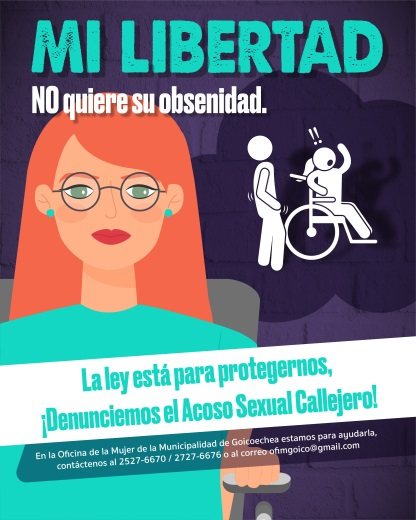 MI LIBERTAD
NO quiere su obsenidad.
!!
La ley está para protegernos,
¡Denunciemos el Acoso Sexual Callejero!
En la Oficina de la Mujer de la Municipalidad de Goicoechea estamos para ayudarla,
contáctenos al 2527-6670 / 2727-6676 o al correo ofimgoico@gmail.com